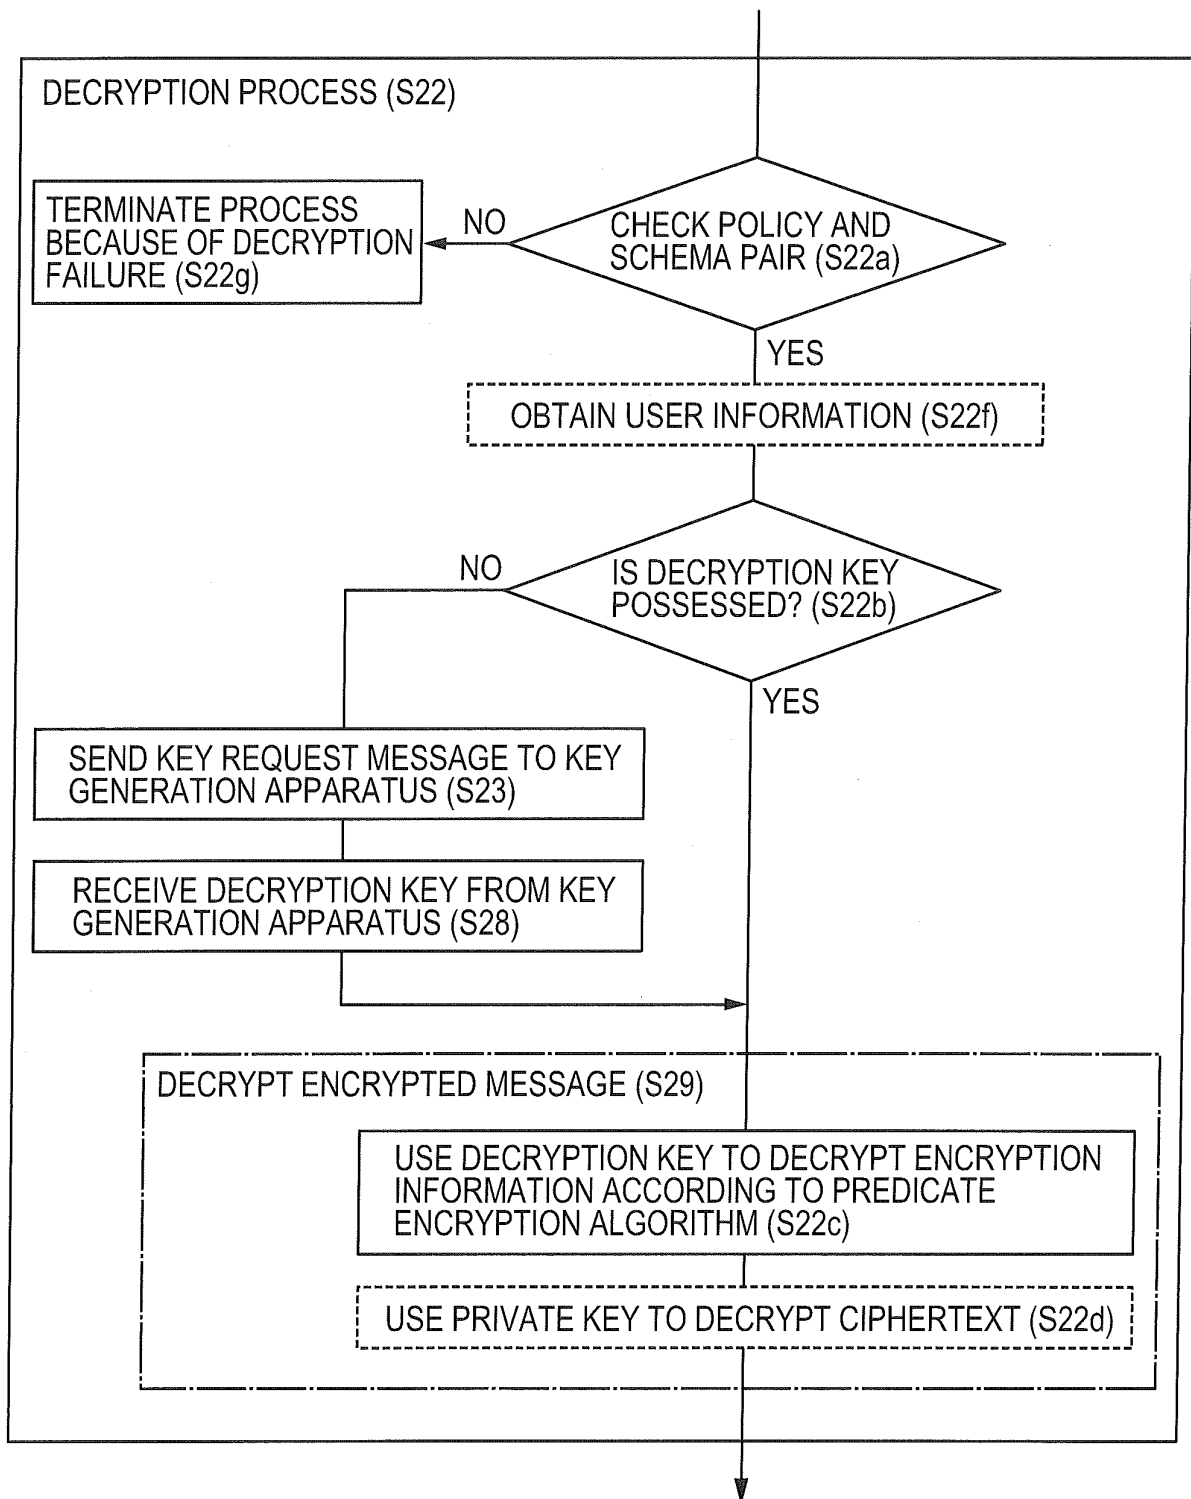 DECRYPTION PROCESS (S22)
TERMINATE PROCESS
BECAUSE OF DECRYPTION
FAILURE (S22g)
NO
CHECK POLICY AND
SCHEMA PAIR (S22a)
YES
OBTAIN USER INFORMATION (S22f)
NO
IS DECRYPTION KEY
POSSESSED? (S22b)
YES
SEND KEY REQUEST MESSAGE TO KEY
GENERATION APPARATUS (S23)
RECEIVE DECRYPTION KEY FROM KEY
GENERATION APPARATUS (S28)
DECRYPT ENCRYPTED MESSAGE (S29)
USE DECRYPTION KEY TO DECRYPT ENCRYPTION
INFORMATION ACCORDING TO PREDICATE
ENCRYPTION ALGORITHM (S22c)
USE PRIVATE KEY TO DECRYPT CIPHERTEXT (S22d)